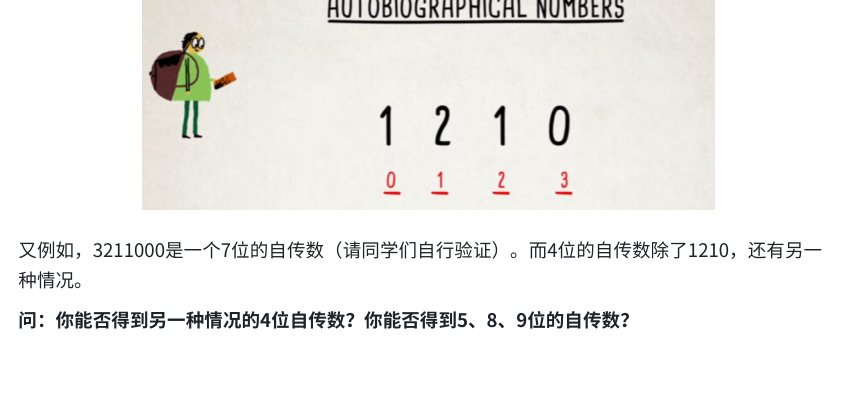 AUTOBIOGRAPHICAL NUMBERS
1 2 1 0
0 1 2 3
又例如，3211000是一个7位的自传数（请同学们自行验证）。而4位的自传数除了1210，还有另一
种情况。
问：你能否得到另一种情况的4位自传数？你能否得到5、8、9位的自传数？